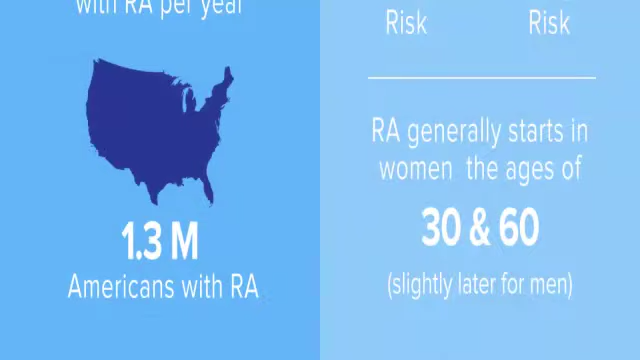 with RA per year
1.3 M
Americans with RA
Risk Risk
RA generally starts in
women the ages of
30 & 60
(slightly later for men)